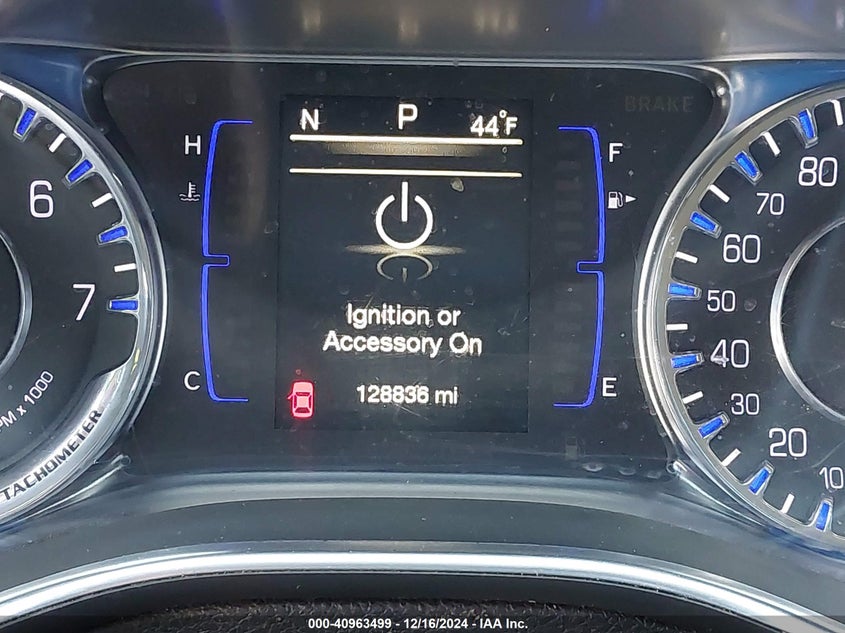 N P 44°F
BRAKE
H
F
C
E
Ignition or
Accessory On
128836 mi
6
7
PM x 1000
TACHOMETER
80
70
60
50
40
30
20
10
000-40963499 - 12/16/2024 - IAA Inc.